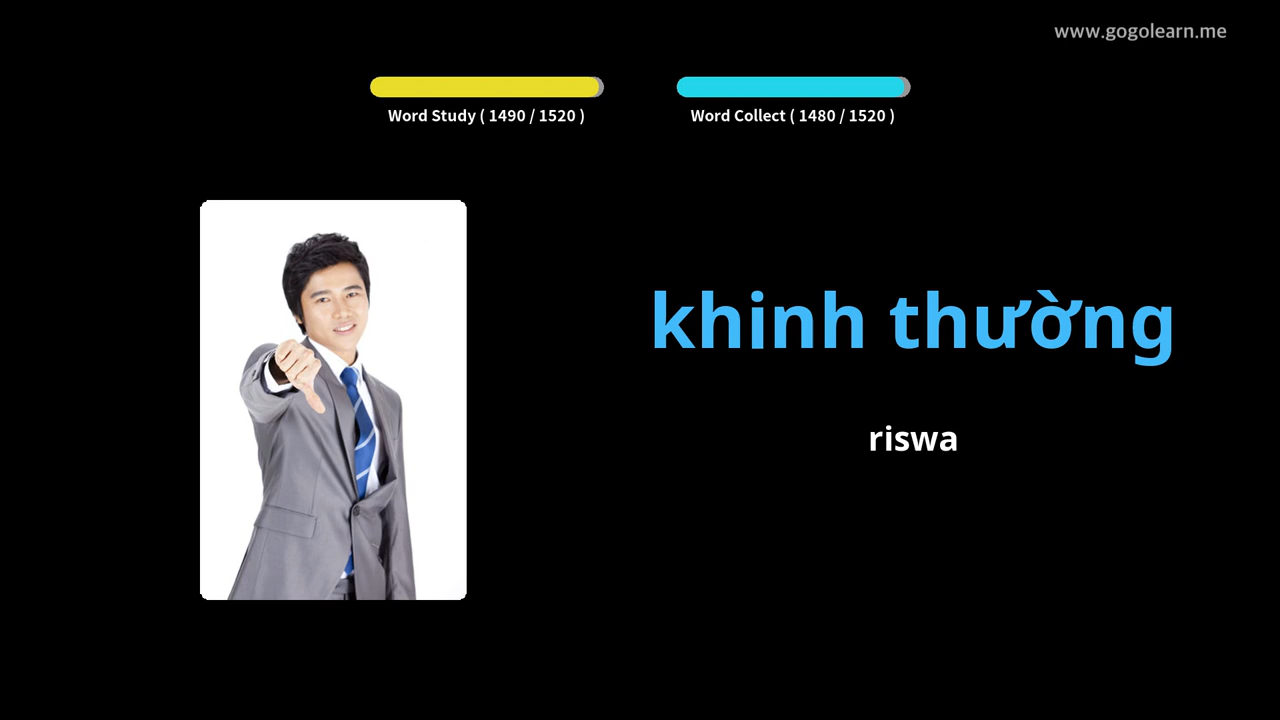 www.gogolearn.me
Word Study ( 1490 / 1520 )
Word Collect ( 1480 / 1520 )
khinh thường
riswa